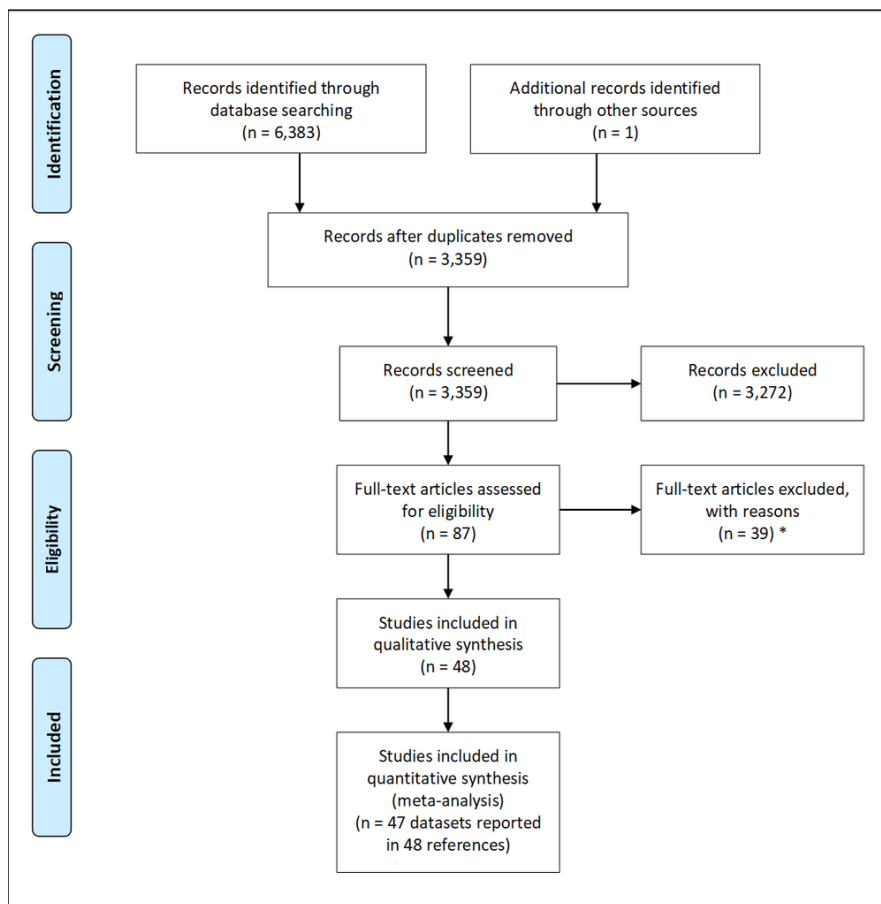 Identification
Records identified through
database searching
(n = 6,383)
Additional records identified
through other sources
(n = 1)
Records after duplicates removed
(n = 3,359)
Screening
Records screened
(n = 3,359)
Records excluded
(n = 3,272)
Eligibility
Full-text articles assessed
for eligibility
(n = 87)
Full-text articles excluded,
with reasons
(n = 39) *
Studies included in
qualitative synthesis
(n = 48)
Included
Studies included in
quantitative synthesis
(meta-analysis)
(n = 47 datasets reported
in 48 references)